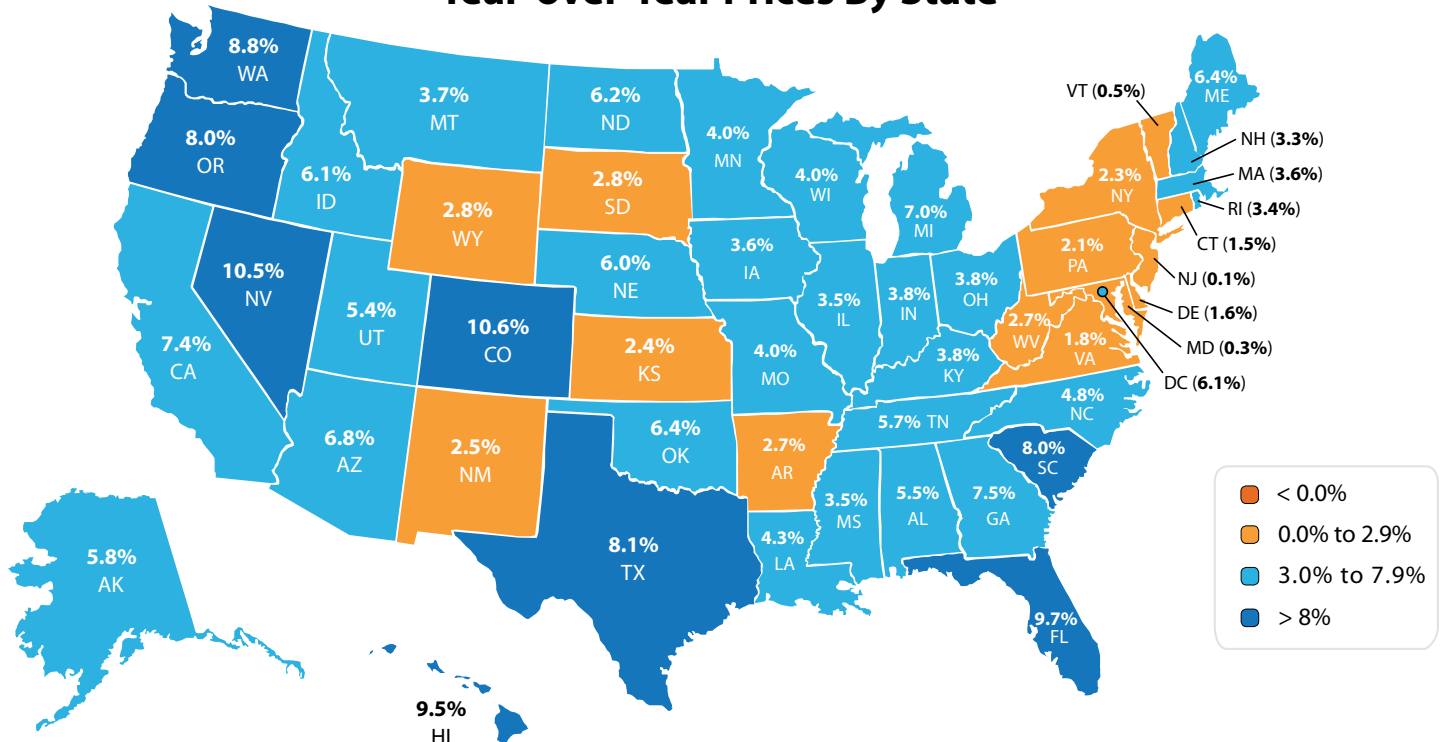 Year-over-Year Prices By State
8.8%
WA
8.0%
OR
7.4%
CA
10.5%
NV
6.1%
ID
3.7%
MT
2.8%
WY
5.4%
UT
6.8%
AZ
10.6%
CO
2.5%
NM
6.2%
ND
2.8%
SD
6.0%
NE
2.4%
KS
6.4%
OK
8.1%
TX
4.0%
MN
3.6%
IA
4.0%
MO
2.7%
AR
4.3%
LA
4.0%
WI
3.5%
IL
7.0%
MI
3.8%
IN
3.8%
OH
3.8%
KY
5.7% TN
3.5%
MS
5.5%
AL
7.5%
GA
9.7%
FL
8.0%
SC
4.8%
NC
1.8%
VA
2.7%
WV
2.1%
PA
2.3%
NY
6.4%
ME
VT (0.5%)
NH (3.3%)
MA (3.6%)
RI (3.4%)
CT (1.5%)
NJ (0.1%)
DE (1.6%)
MD (0.3%)
DC (6.1%)
5.8%
AK
9.5%
HI
< 0.0%
0.0% to 2.9%
3.0% to 7.9%
> 8%